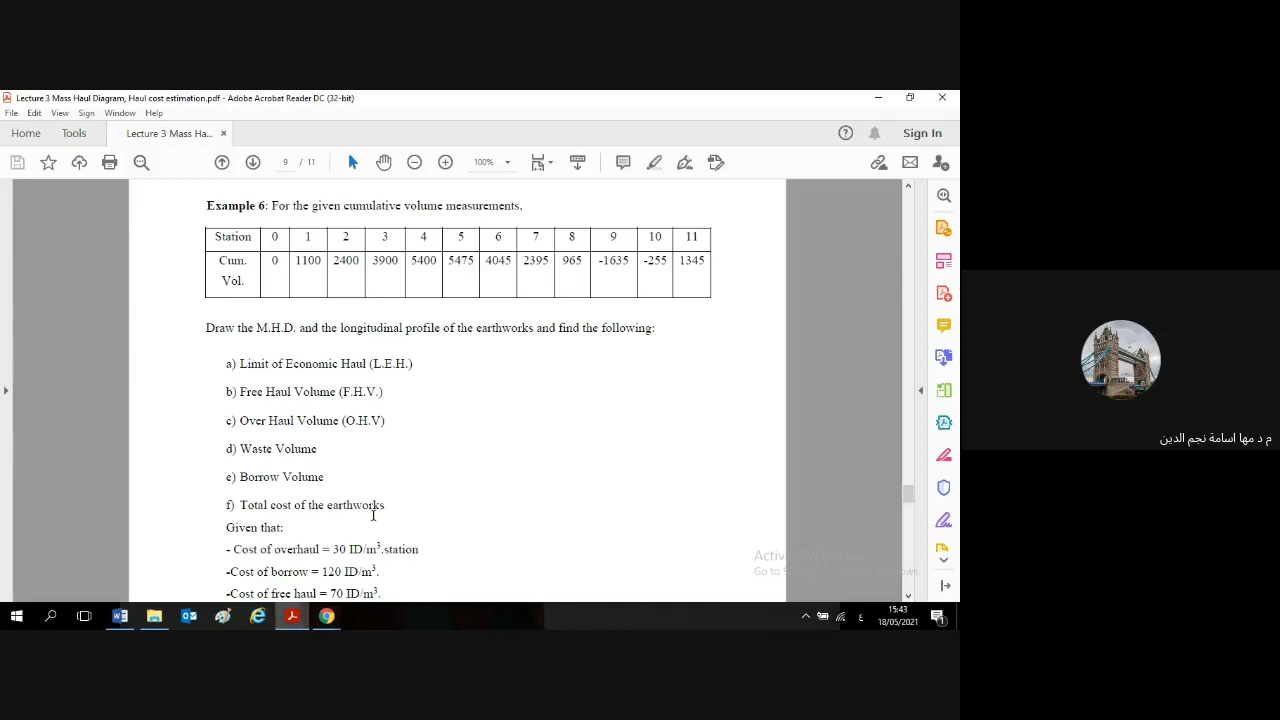 Lecture 3 Mass Haul Diagram, Haul cost estimation.pdf - Adobe Acrobat Reader DC (32-bit)
File Edit View Sign Window Help
Home Tools Lecture 3 Mass Ha... × Sign In
9 / 11 100%
Example 6: For the given cumulative volume measurements,
Station 0 1 2 3 4 5 6 7 8 9 10 11
Cum. Vol. 0 1100 2400 3900 5400 5475 4045 2395 965 -1635 -255 1345
Draw the M.H.D. and the longitudinal profile of the earthworks and find the following:
a) Limit of Economic Haul (L.E.H.)
b) Free Haul Volume (F.H.V.)
c) Over Haul Volume (O.H.V)
d) Waste Volume
e) Borrow Volume
f) Total cost of the earthworks
Given that:
- Cost of overhaul = 30 ID/m³.station
-Cost of borrow = 120 ID/m³.
-Cost of free haul = 70 ID/m³.
م د مها اسامة نجم الدين
15:43
18/05/2021